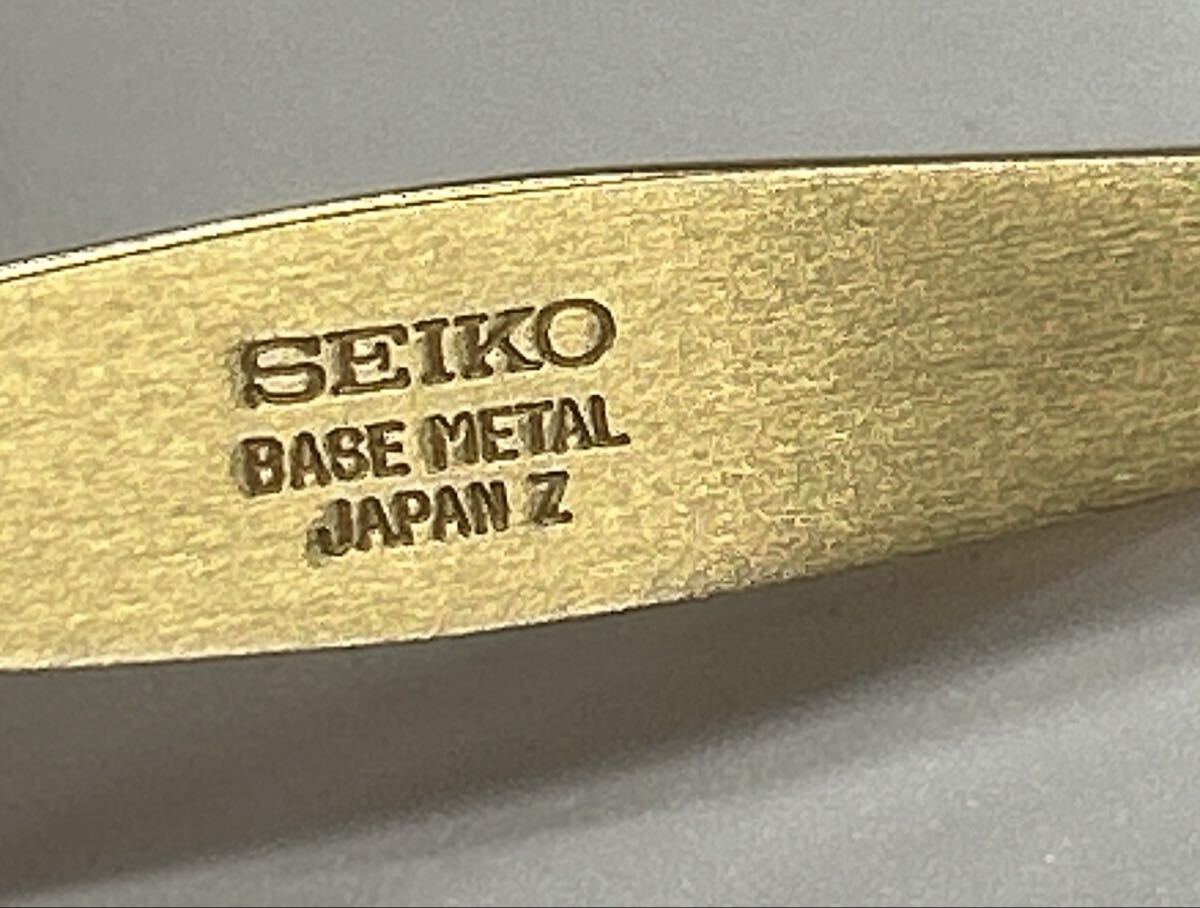 SEIKO
BASE METAL
JAPAN Z